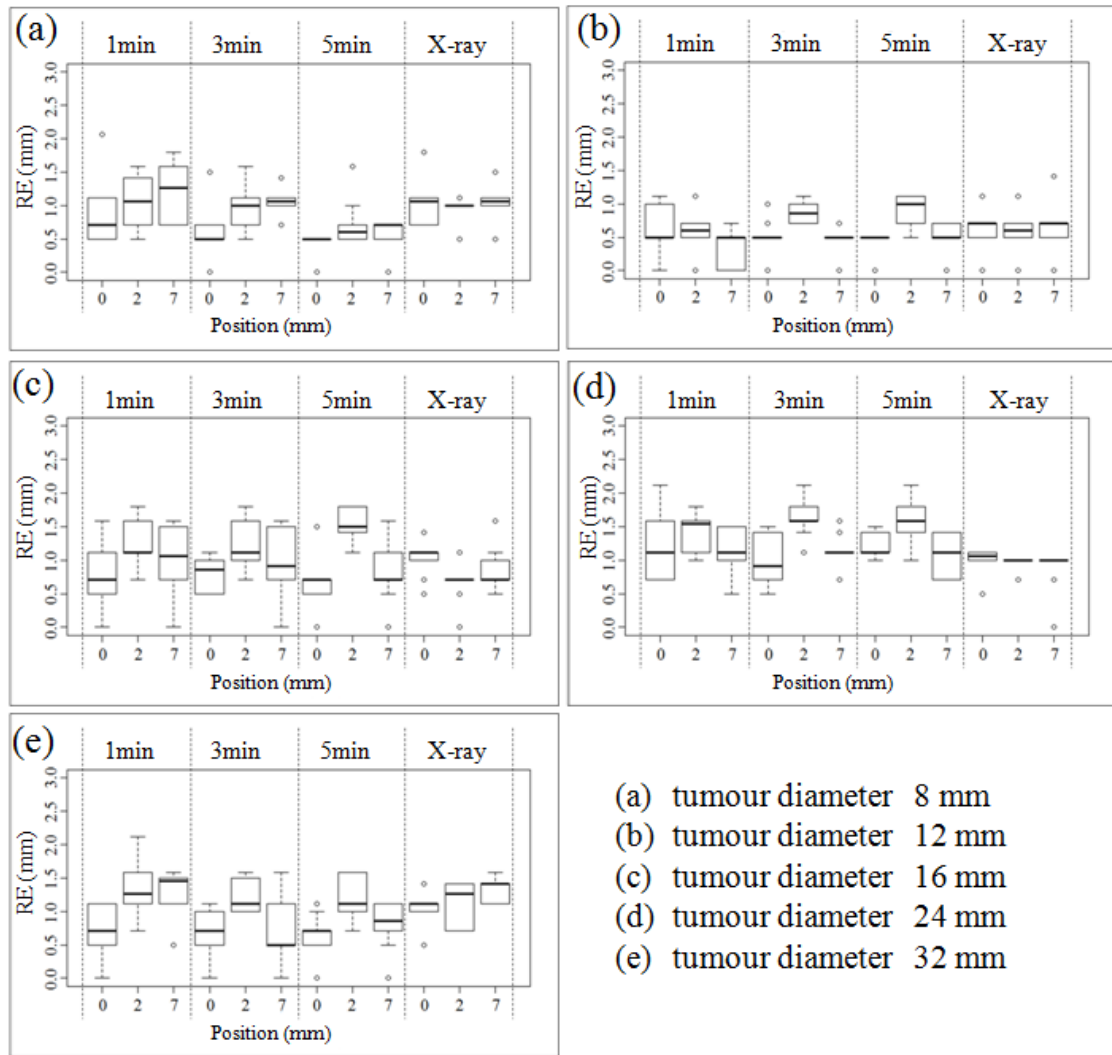 (a)
1min 3min 5min X-ray
RE (mm)
0.0 0.5 1.0 1.5 2.0 2.5 3.0
0 2 7 0 2 7 0 2 7 0 2 7
Position (mm)
(b)
1min 3min 5min X-ray
RE (mm)
0.0 0.5 1.0 1.5 2.0 2.5 3.0
0 2 7 0 2 7 0 2 7 0 2 7
Position (mm)
(c)
1min 3min 5min X-ray
RE (mm)
0.0 0.5 1.0 1.5 2.0 2.5 3.0
0 2 7 0 2 7 0 2 7 0 2 7
Position (mm)
(d)
1min 3min 5min X-ray
RE (mm)
0.0 0.5 1.0 1.5 2.0 2.5 3.0
0 2 7 0 2 7 0 2 7 0 2 7
Position (mm)
(e)
1min 3min 5min X-ray
RE (mm)
0.0 0.5 1.0 1.5 2.0 2.5 3.0
0 2 7 0 2 7 0 2 7 0 2 7
Position (mm)
(a) tumour diameter 8 mm
(b) tumour diameter 12 mm
(c) tumour diameter 16 mm
(d) tumour diameter 24 mm
(e) tumour diameter 32 mm